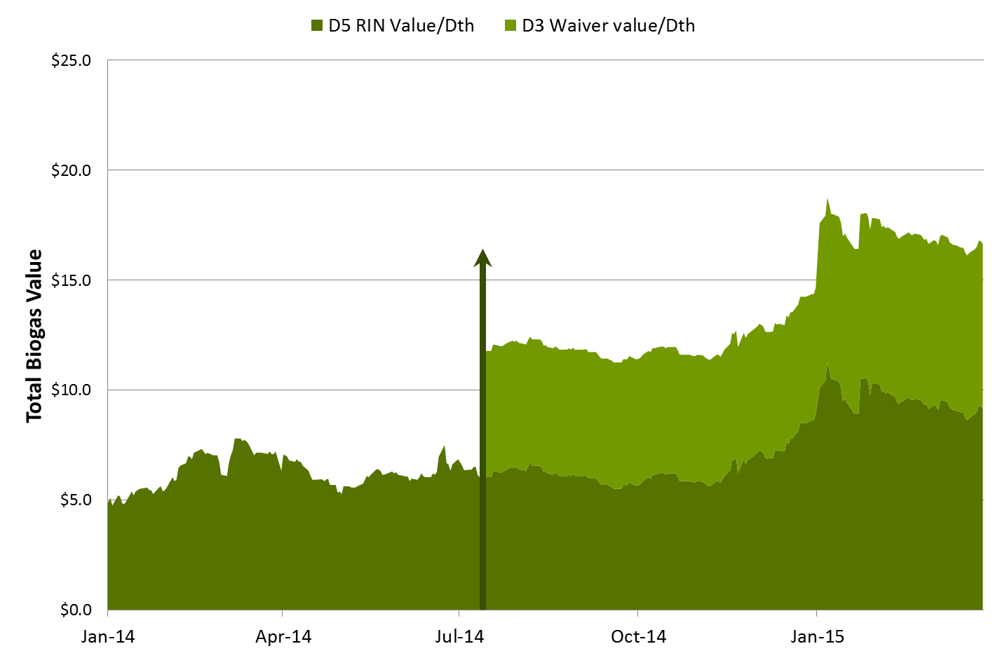 D5 RIN Value/Dth D3 Waiver value/Dth
$25.0
$20.0
$15.0
$10.0
$5.0
$0.0
Total Biogas Value
Jan-14 Apr-14 Jul-14 Oct-14 Jan-15